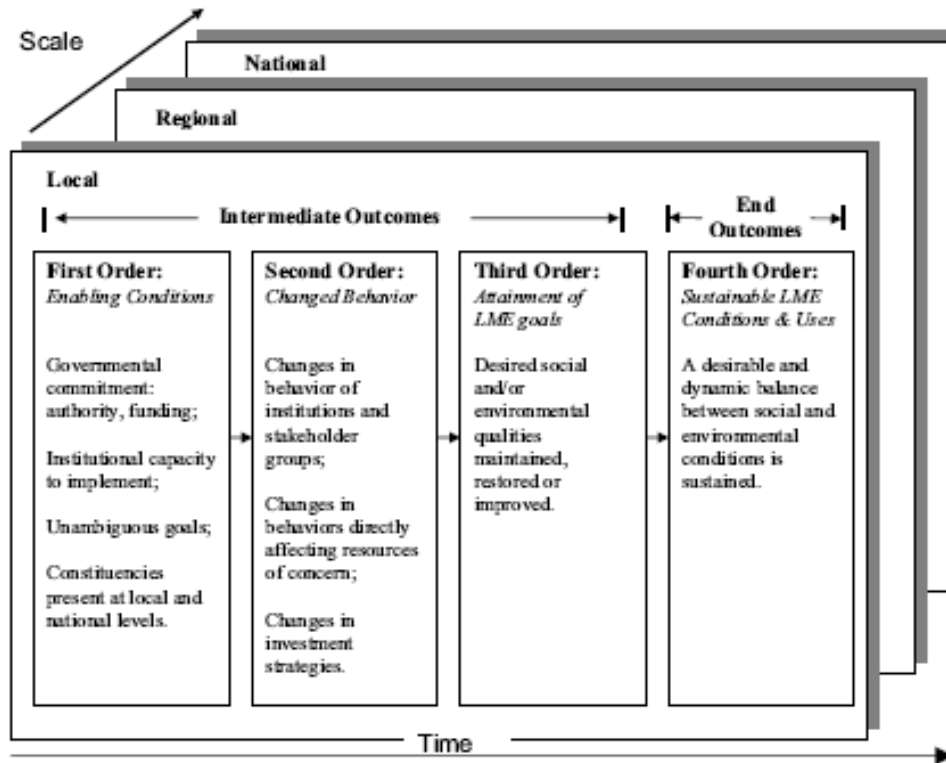 Scale
National
Regional
Local
Intermediate Outcomes
End
Outcomes
First Order:
Enabling Conditions
Governmental
commitment:
authority, funding;
Institutional capacity
to implement;
Unambiguous goals;
Constituencies
present at local and
national levels.
Second Order:
Changed Behavior
Changes in
behavior of
institutions and
stakeholder
groups;
Changes in
behaviors directly
affecting resources
of concern;
Changes in
investment
strategies.
Third Order:
Attainment of
LME goals
Desired social
and/or
environmental
qualities
maintained,
restored or
improved.
Fourth Order:
Sustainable LME
Conditions & Uses
A desirable and
dynamic balance
between social and
environmental
conditions is
sustained.
Time